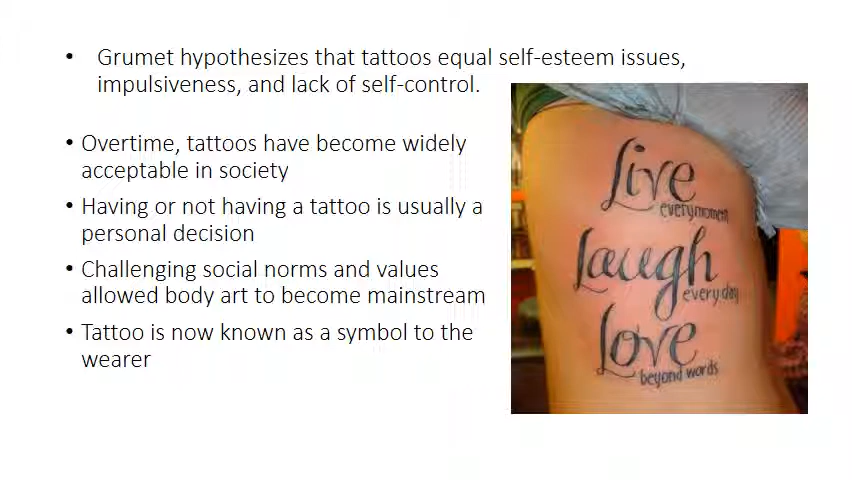 • Grumet hypothesizes that tattoos equal self-esteem issues,
impulsiveness, and lack of self-control.
• Overtime, tattoos have become widely
acceptable in society
• Having or not having a tattoo is usually a
personal decision
• Challenging social norms and values
allowed body art to become mainstream
• Tattoo is now known as a symbol to the
wearer
Live
every moment
Laugh
every day
Love
beyond words